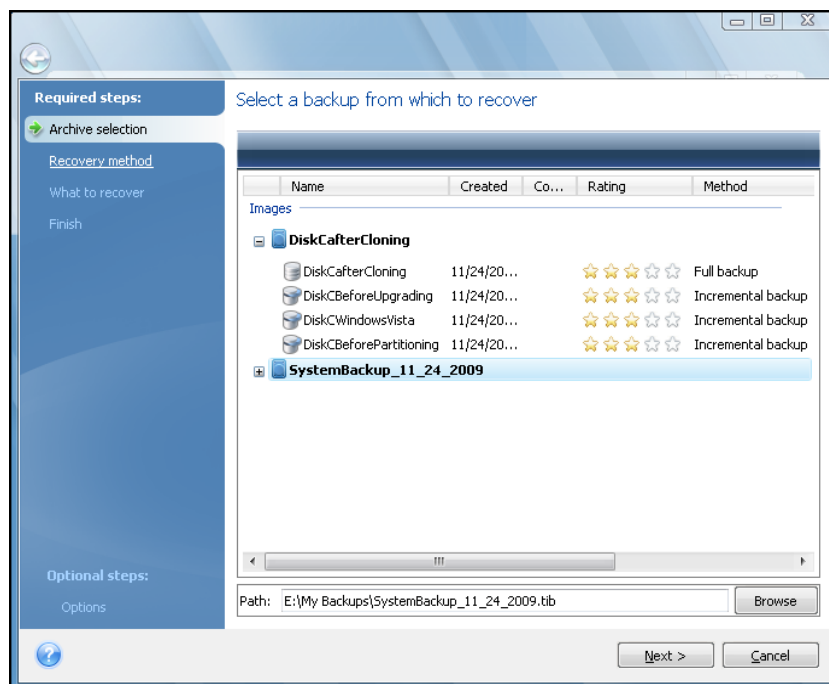 Required steps:
Archive selection
Recovery method
What to recover
Finish
Optional steps:
Options
Select a backup from which to recover
Name Created Co... Rating Method
Images
DiskCafterCloning
DiskCafterCloning 11/24/20... Full backup
DiskCBeforeUpgrading 11/24/20... Incremental backup
DiskCWindowsVista 11/24/20... Incremental backup
DiskCBeforePartitioning 11/24/20... Incremental backup
SystemBackup_11_24_2009
Path: E:\My Backups\SystemBackup_11_24_2009.tib Browse
Next > Cancel